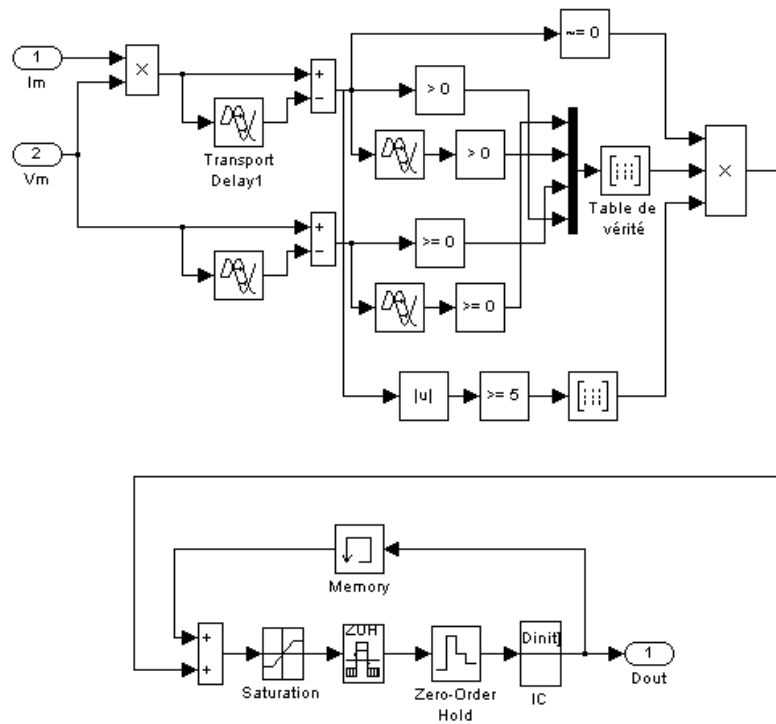 1
Im
×
+
−
~= 0
> 0
Transport
Delay1
> 0
×
2
Vm
Table de
vérité
+
−
>= 0
>= 0
|u|
>= 5
Memory
+
+
Saturation
ZOH
Zero-Order
Hold
Dinit]
IC
1
Dout